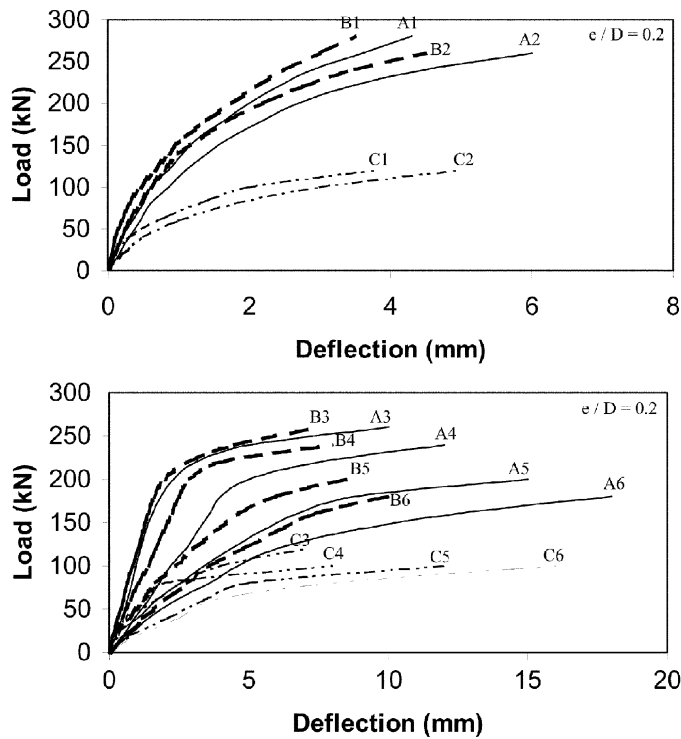 300
250
200
150
100
50
0
Load (kN)
B1
A1
B2
A2
C1
C2
e / D = 0.2
0 2 4 6 8
Deflection (mm)
300
250
200
150
100
50
0
Load (kN)
B3
A3
.B4
A4
B5
A5
B6
A6
C3
C4
C5
C6
e / D = 0.2
0 5 10 15 20
Deflection (mm)